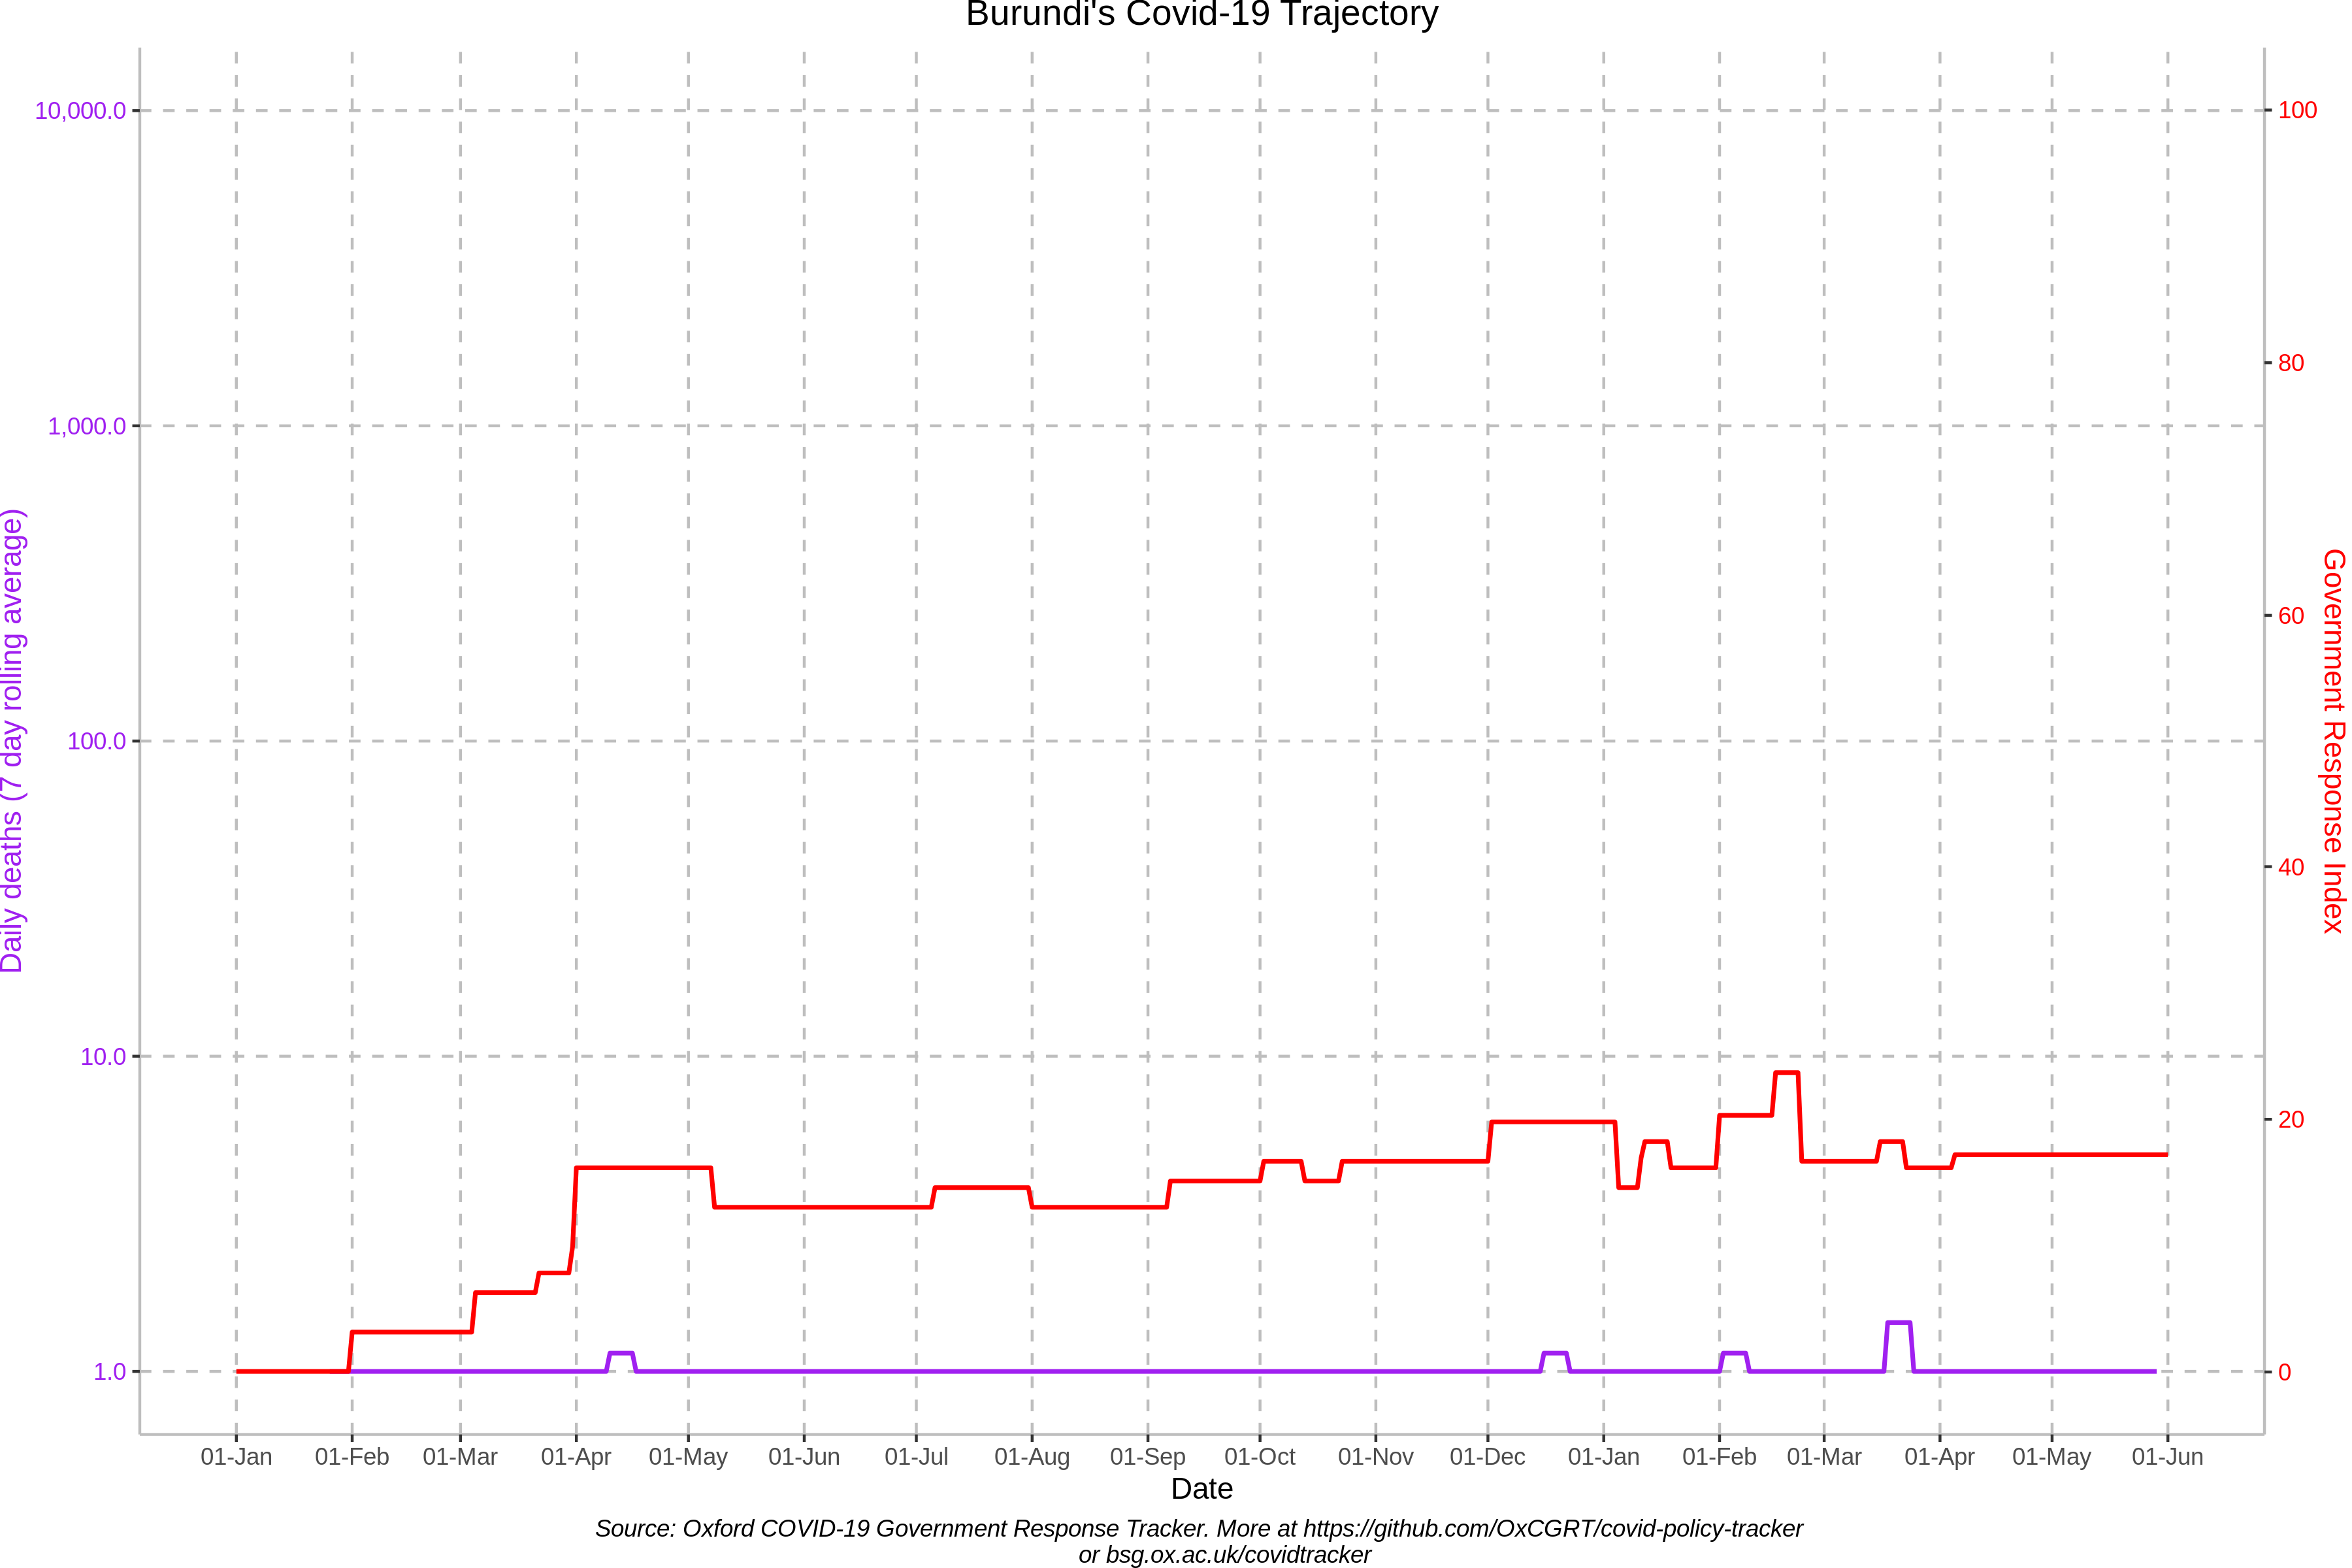 Burundi's Covid-19 Trajectory
10,000.0
1,000.0
100.0
10.0
1.0
Daily deaths (7 day rolling average)
100
80
60
40
20
0
Government Response Index
01-Jan 01-Feb 01-Mar 01-Apr 01-May 01-Jun 01-Jul 01-Aug 01-Sep 01-Oct 01-Nov 01-Dec 01-Jan 01-Feb 01-Mar 01-Apr 01-May 01-Jun
Date
Source: Oxford COVID-19 Government Response Tracker. More at https://github.com/OxCGRT/covid-policy-tracker
or bsg.ox.ac.uk/covidtracker